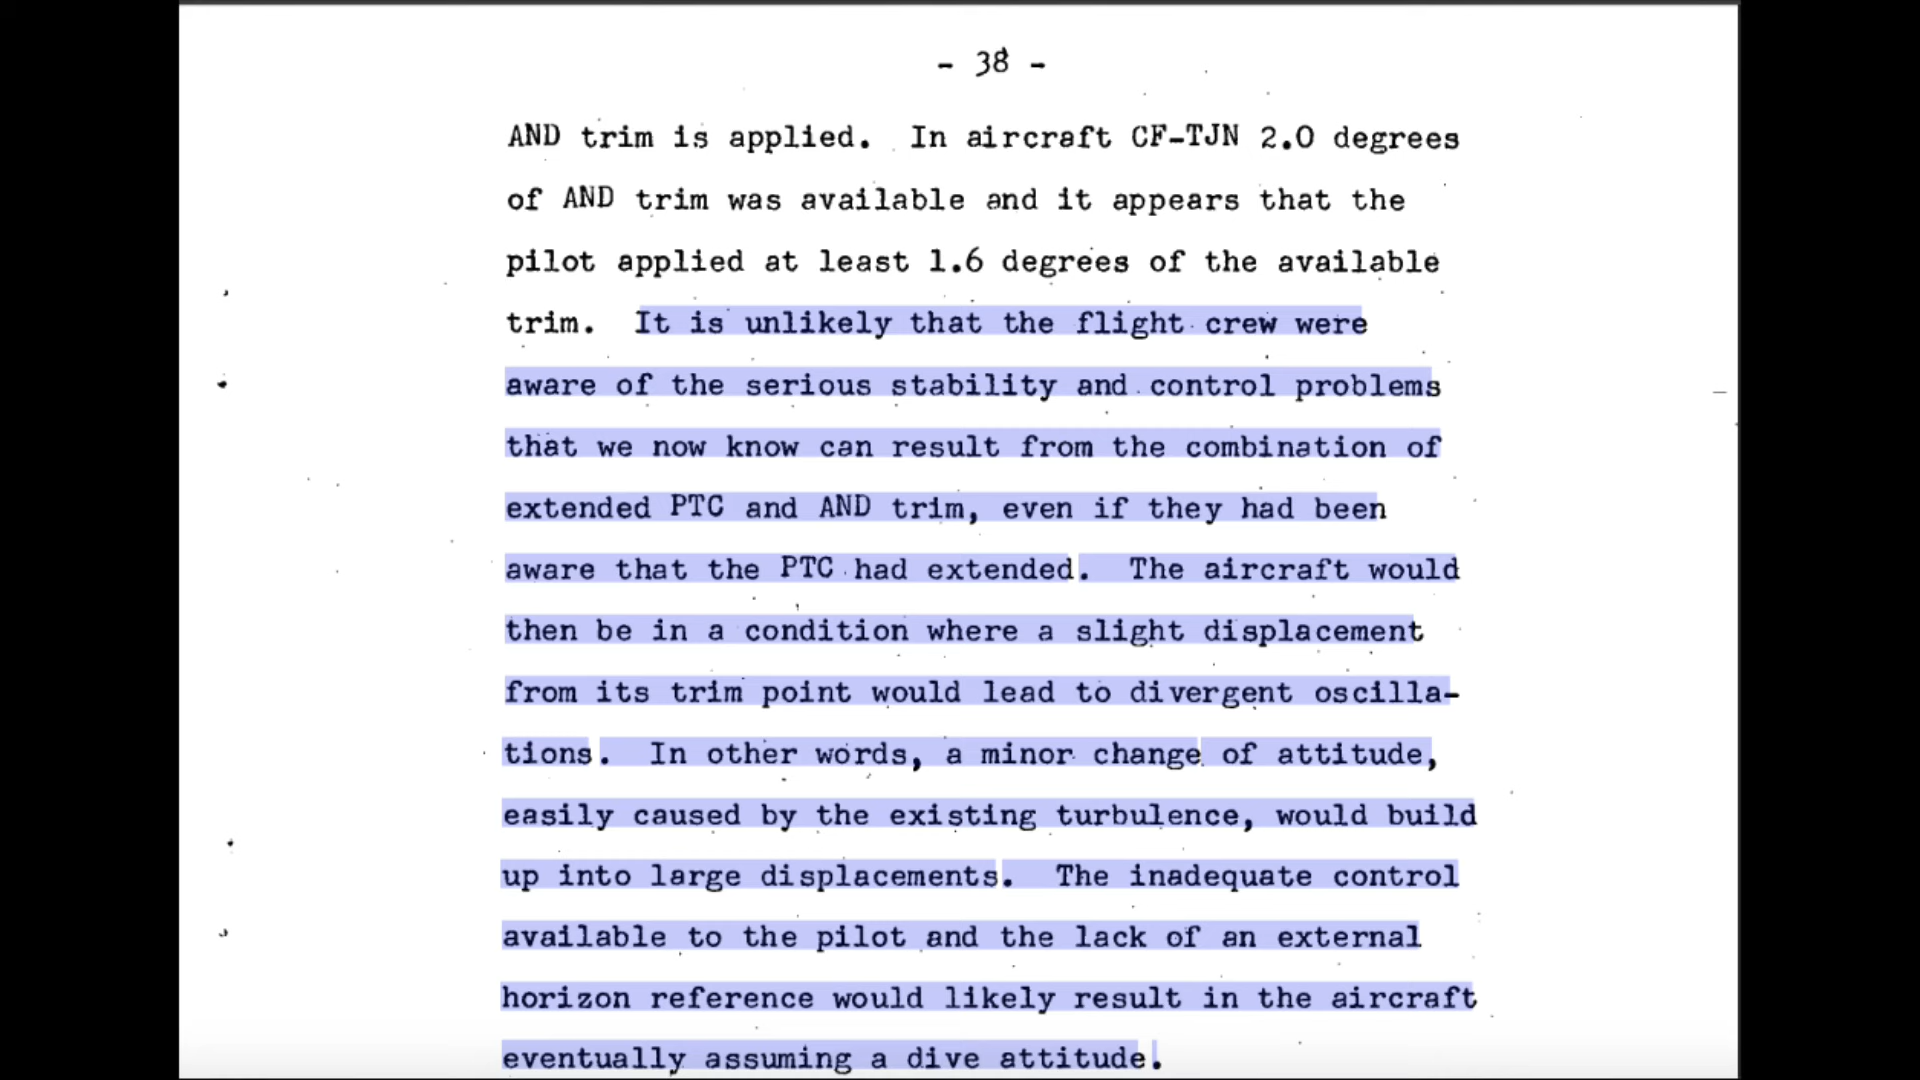 - 38 -
AND trim is applied. In aircraft CF-TJN 2.0 degrees
of AND trim was available and it appears that the
pilot applied at least 1.6 degrees of the available
trim. It is unlikely that the flight crew were
aware of the serious stability and control problems
that we now know can result from the combination of
extended PTC and AND trim, even if they had been
aware that the PTC had extended. The aircraft would
then be in a condition where a slight displacement
from its trim point would lead to divergent oscilla-
tions. In other words, a minor change of attitude,
easily caused by the existing turbulence, would build
up into large displacements. The inadequate control
available to the pilot and the lack of an external
horizon reference would likely result in the aircraft
eventually assuming a dive attitude.